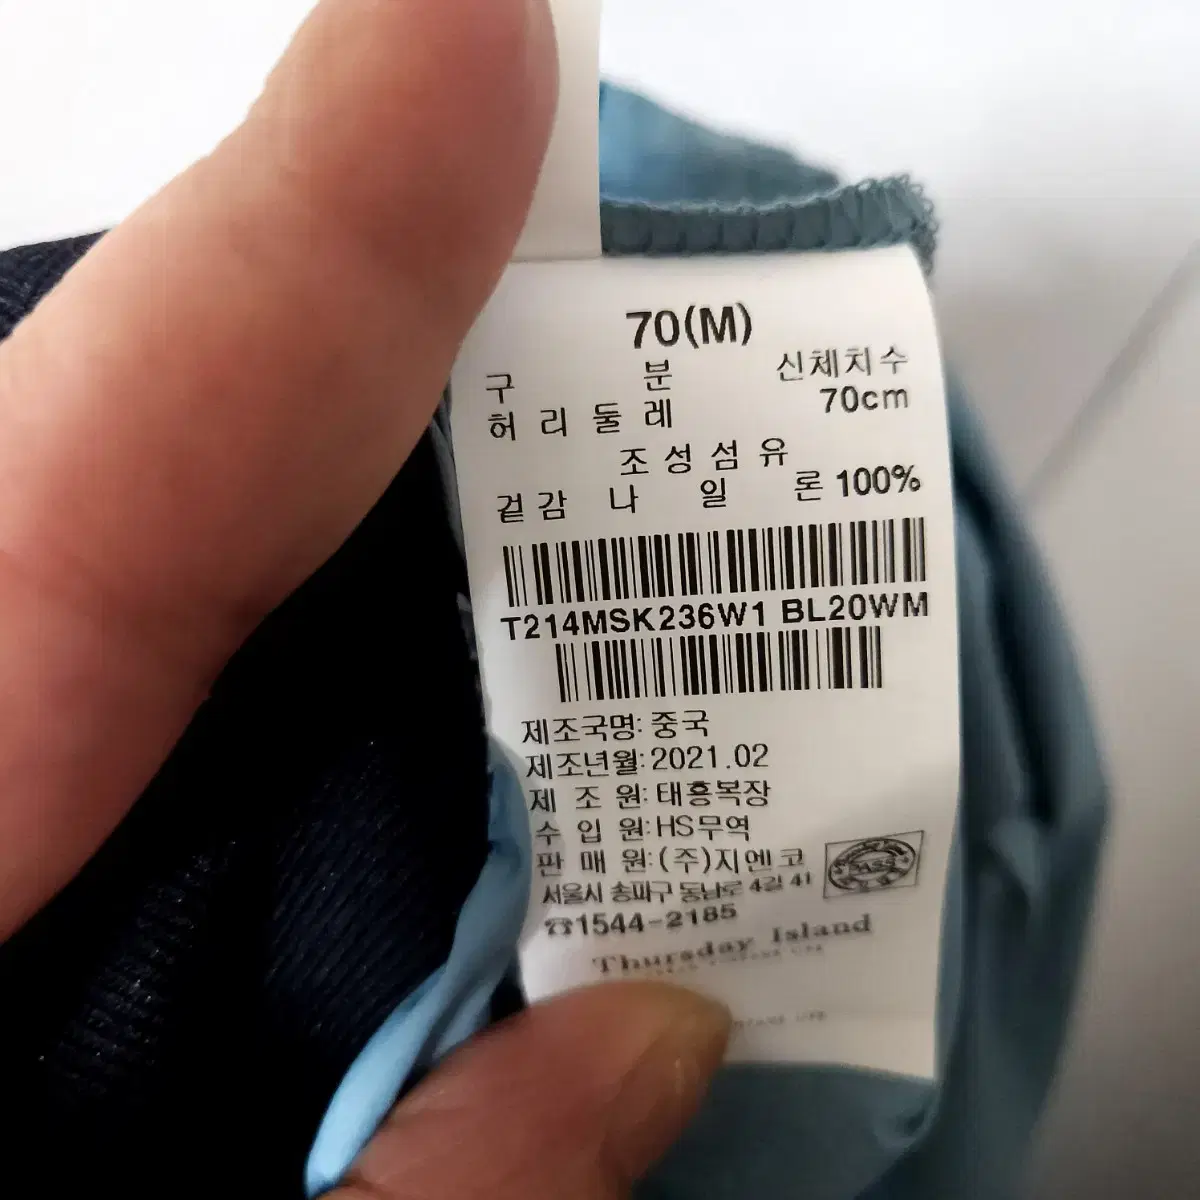 70(M)
구 분 신체치수
허 리 둘 레 70cm
조 성 섬 유
겉감 나 일 론 100%
T214MSK236W1 BL20WM
제조국명: 중국
제조년월: 2021.02
제 조 원: 태흥복장
수 입 원: HS무역
판 매 원: (주)지엔코
서울시 송파구 동남로 4길 41
☎1544-2185
PASS
Thursday Island